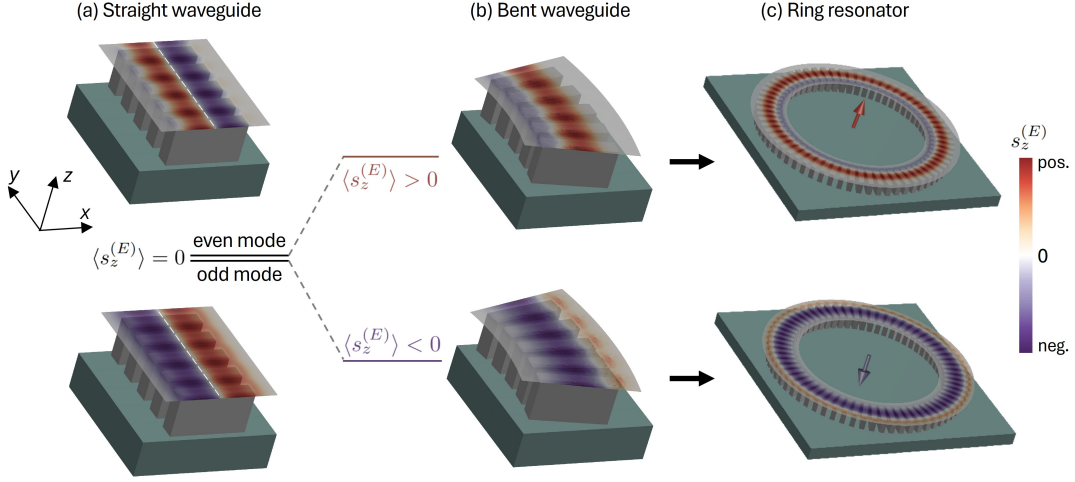 (a) Straight waveguide
(b) Bent waveguide
(c) Ring resonator
y
z
x
⟨s_z^{(E)}⟩ = 0
even mode
odd mode
⟨s_z^{(E)}⟩ > 0
⟨s_z^{(E)}⟩ < 0
s_z^{(E)}
pos.
0
neg.